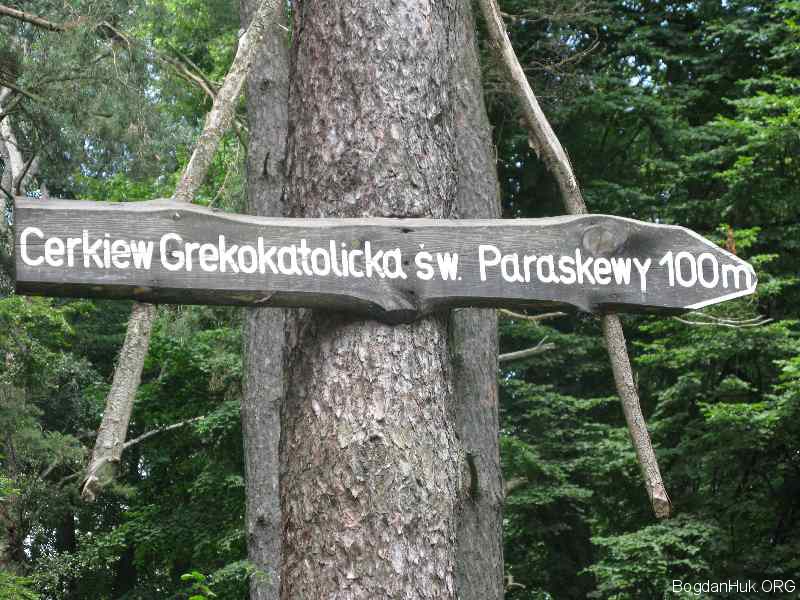 Cerkiew Grekokatolicka św. Paraskewy 100m
BogdanHuk.ORG